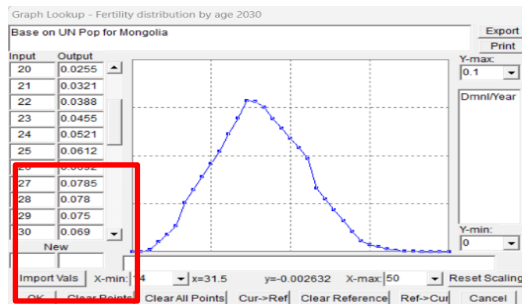 Graph Lookup - Fertility distribution by age 2030
Base on UN Pop for Mongolia
Export
Print
Input Output
Y-max:
20 0.0255
0.1
21 0.0321
Dmnl/Year
22 0.0388
23 0.0455
24 0.0521
25 0.0612
27 0.0785
28 0.078
29 0.075
30 0.069
Y-min:
New
0
Import Vals X-min: x=31.5 y=-0.002632 X-max: 50 Reset Scaling
OK Clear Points Clear All Points Cur->Ref Clear Reference Ref->Cur Cancel